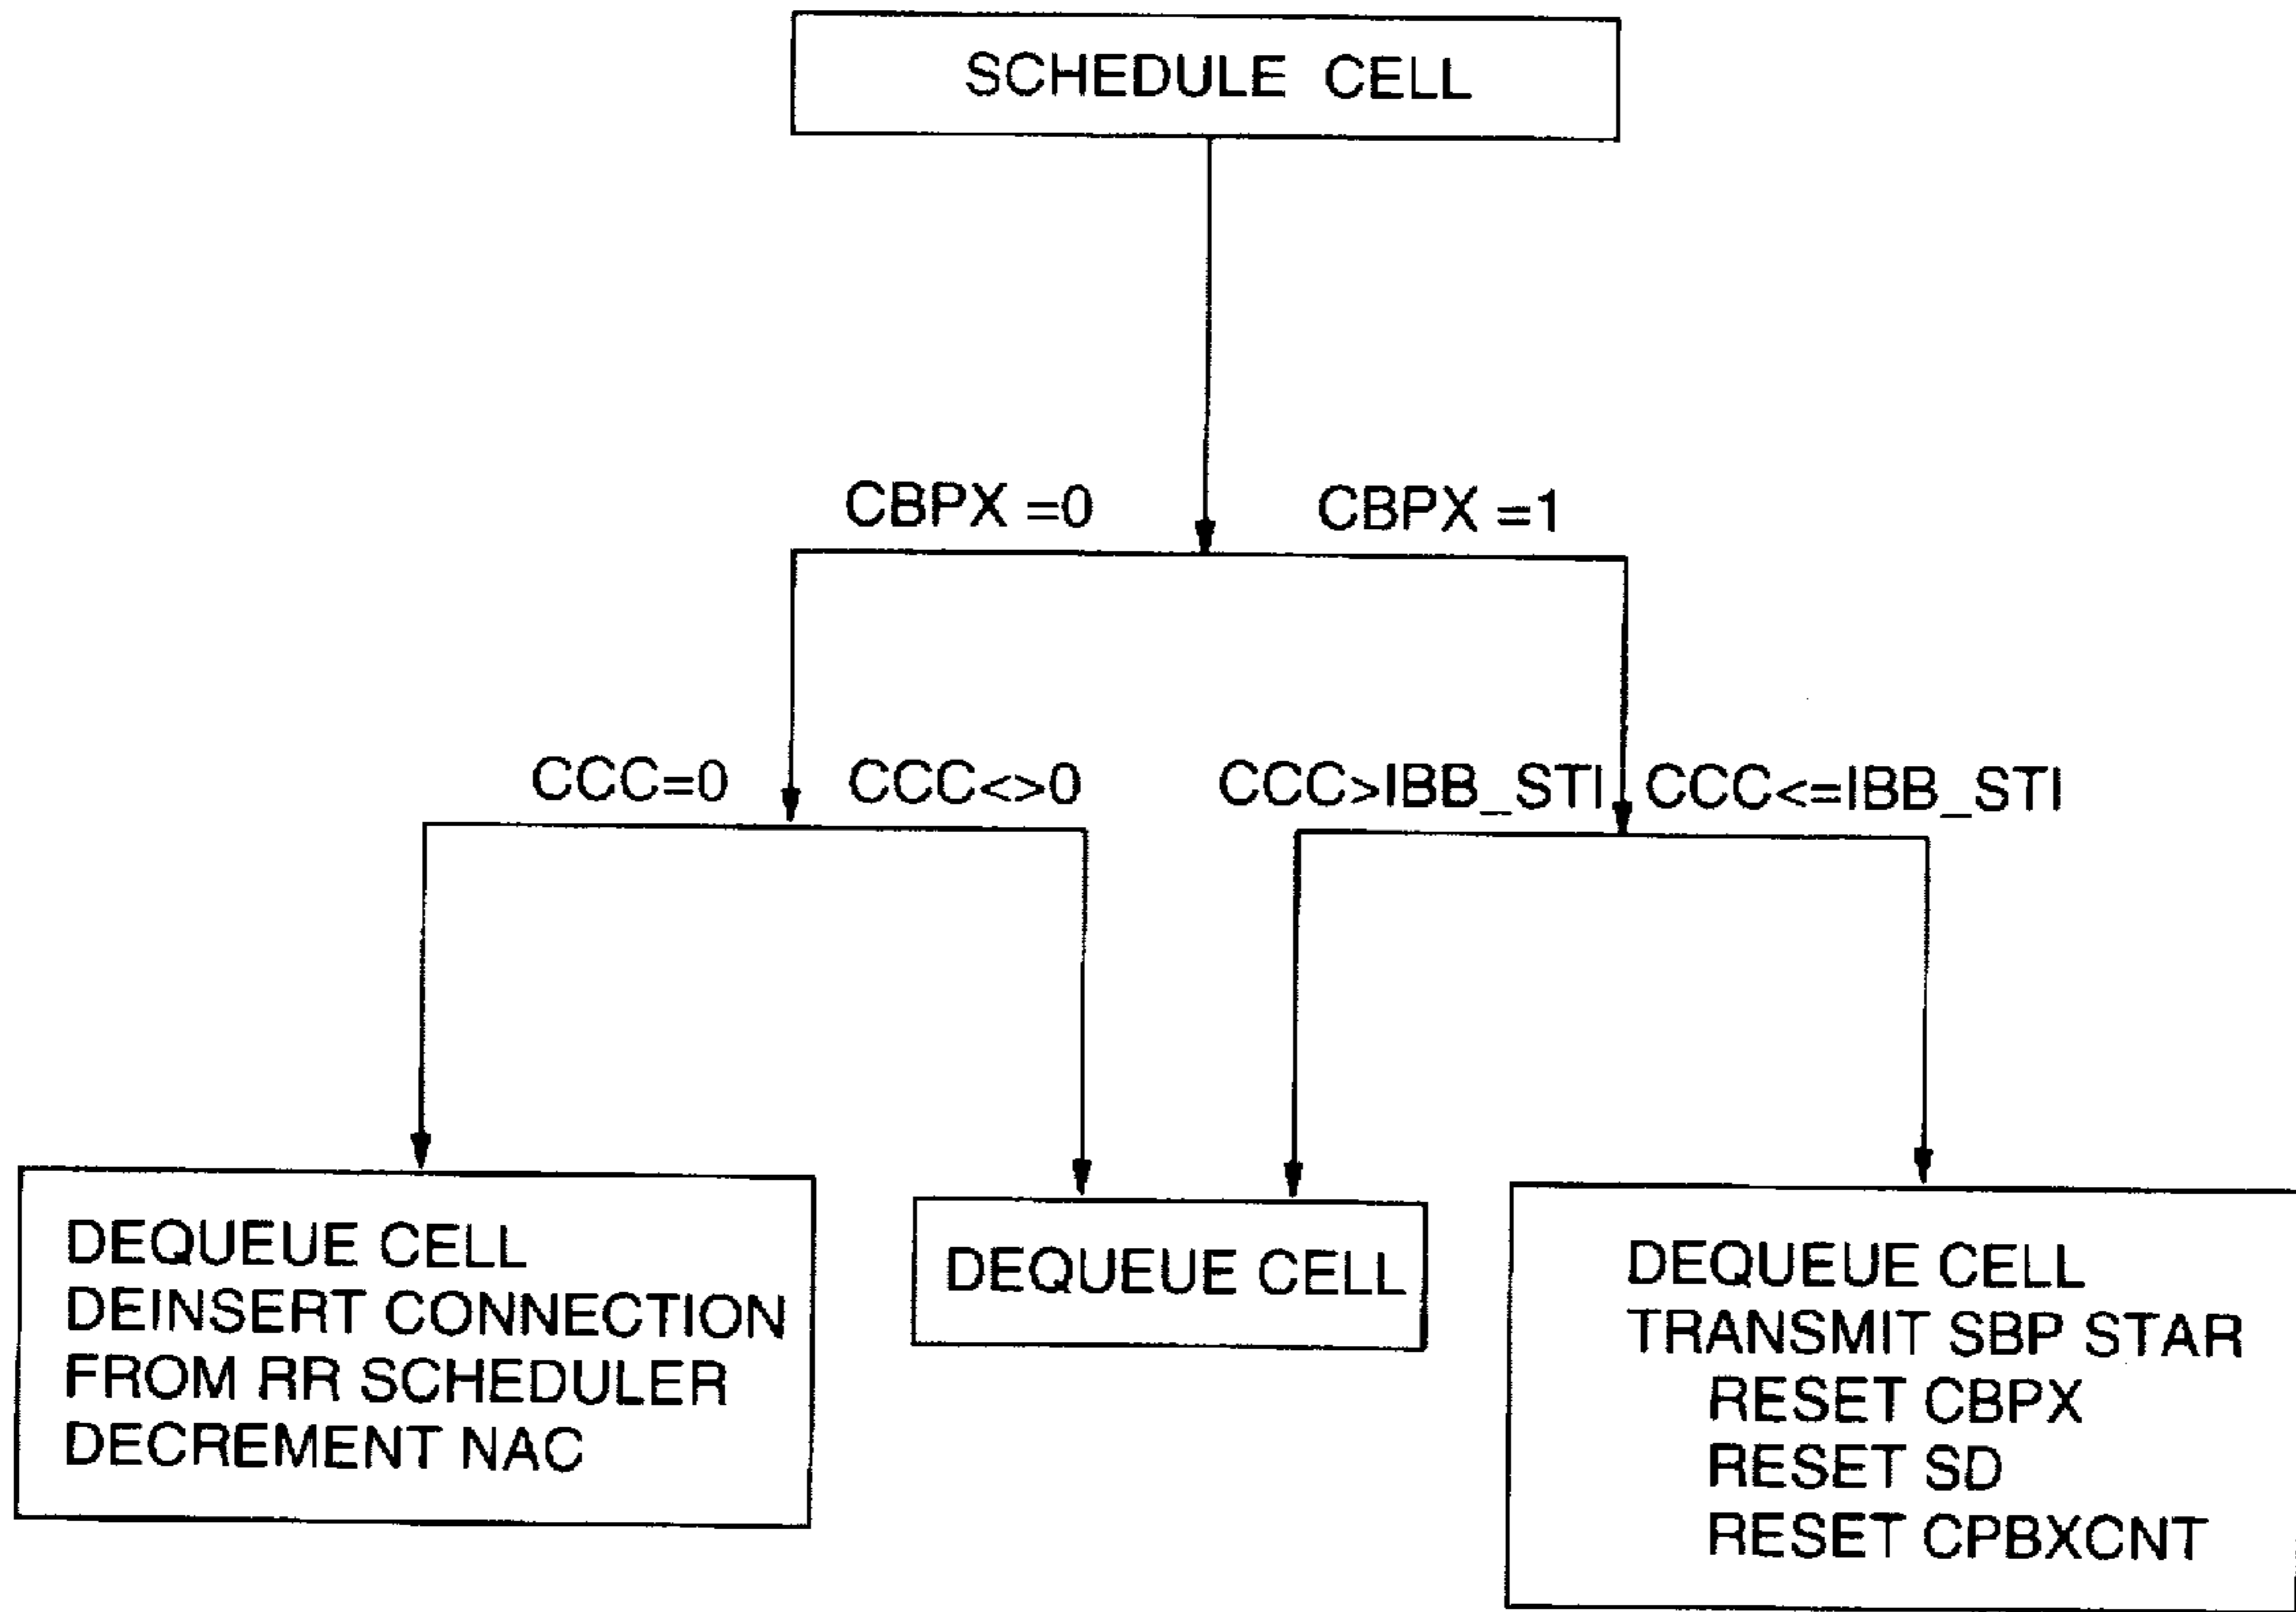 SCHEDULE CELL
CBPX =0
CBPX =1
CCC=0
CCC<>0
CCC>IBB_STI
CCC<=IBB_STI
DEQUEUE CELL
DEINSERT CONNECTION
FROM RR SCHEDULER
DECREMENT NAC
DEQUEUE CELL
DEQUEUE CELL
TRANSMIT SBP STAR
RESET CBPX
RESET SD
RESET CPBXCNT